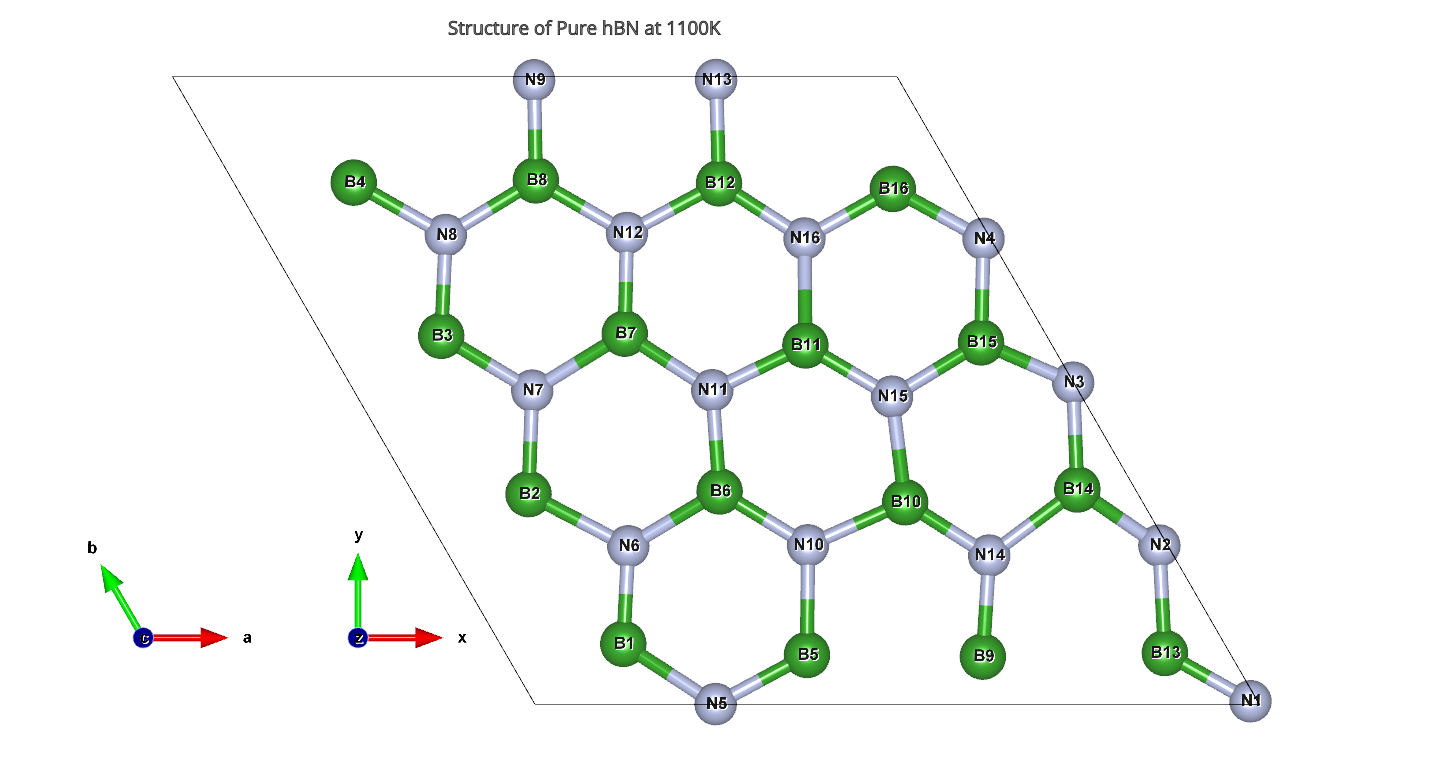 Structure of Pure hBN at 1100K
N9 N13
B4 B8 B12 B16
N8 N12 N16 N4
B3 B7 B11 B15
N7 N11 N15 N3
B2 B6 B10 B14
N6 N10 N14 N2
B1 B5 B9 B13
N5 N1
b
c a
y
z x